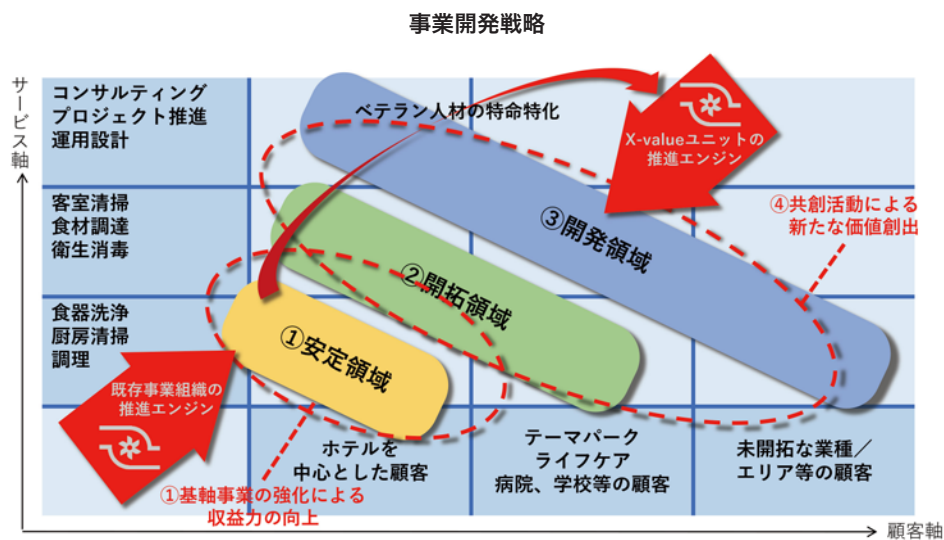 事業開発戦略
サービス軸
コンサルティング
プロジェクト推進
運用設計
ベテラン人材の特命特化
X-valueユニットの
推進エンジン
客室清掃
食材調達
衛生消毒
③開発領域
④共創活動による
新たな価値創出
②開拓領域
食器洗浄
厨房清掃
調理
①安定領域
既存事業組織の
推進エンジン
ホテルを
中心とした顧客
テーマパーク
ライフケア
病院、学校等の顧客
未開拓な業種／
エリア等の顧客
①基軸事業の強化による
収益力の向上
顧客軸